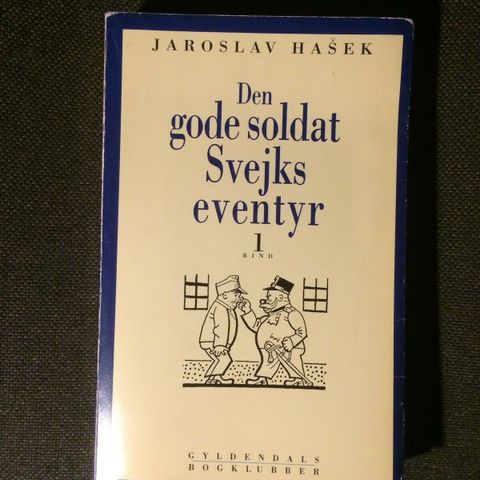 JAROSLAV HAŠEK
Den
gode soldat
Svejks
eventyr
1
BIND
GYLDENDALS
BOGKLUBBER